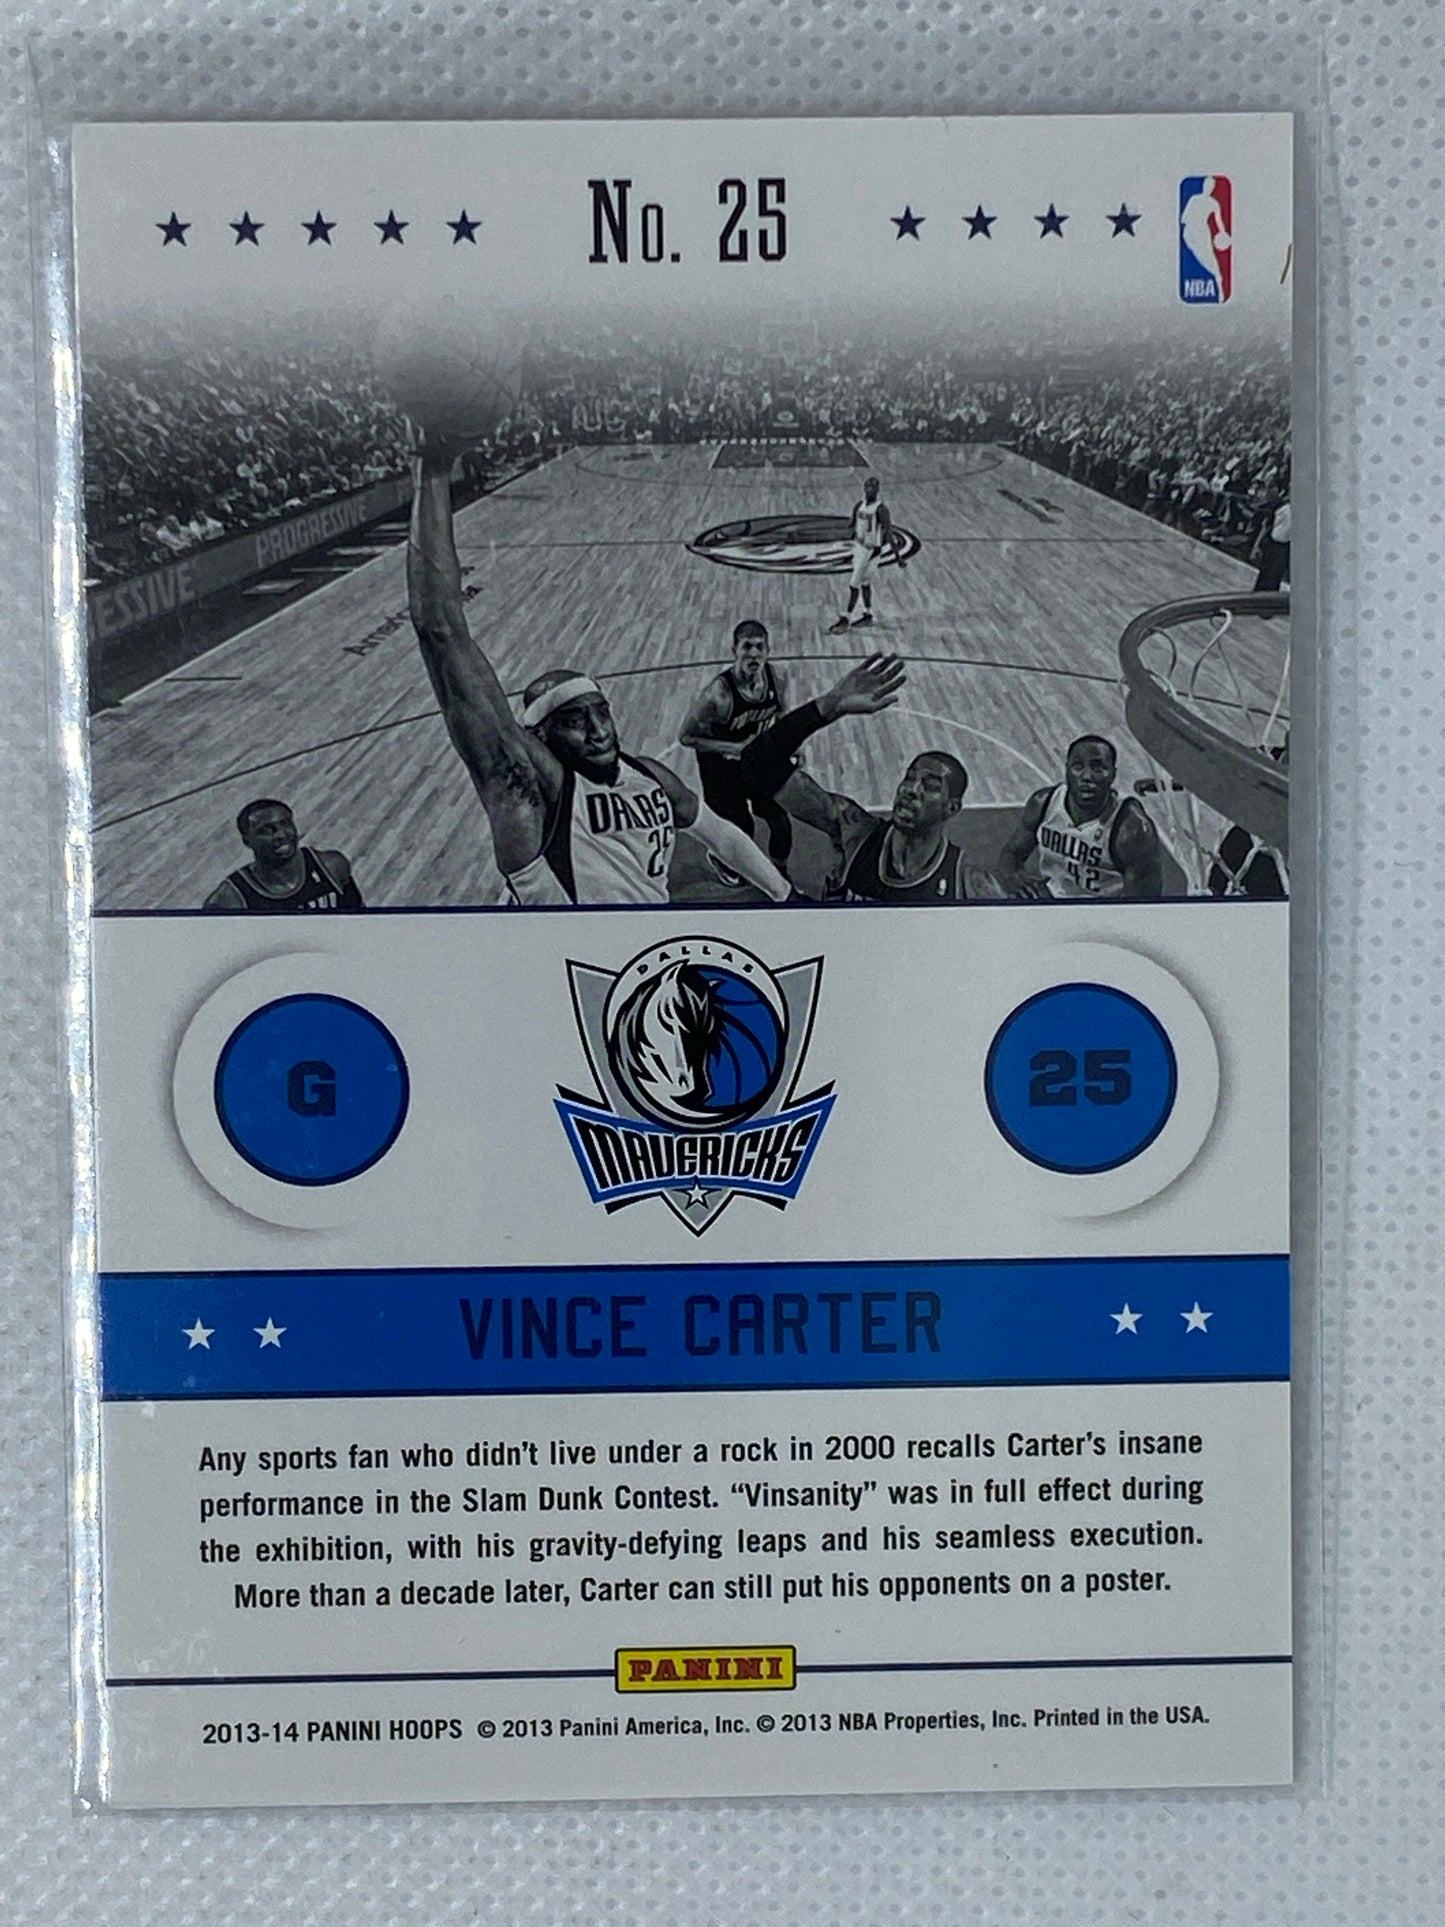 No. 25
NBA
PROGRESSIVE
ESSIVE
DALLAS
25
DALLAS
42
DALLAS
G
MAVERICKS
25
VINCE CARTER
Any sports fan who didn't live under a rock in 2000 recalls Carter's insane
performance in the Slam Dunk Contest. “Vinsanity” was in full effect during
the exhibition, with his gravity-defying leaps and his seamless execution.
More than a decade later, Carter can still put his opponents on a poster.
PANINI
2013-14 PANINI HOOPS © 2013 Panini America, Inc. © 2013 NBA Properties, Inc. Printed in the USA.